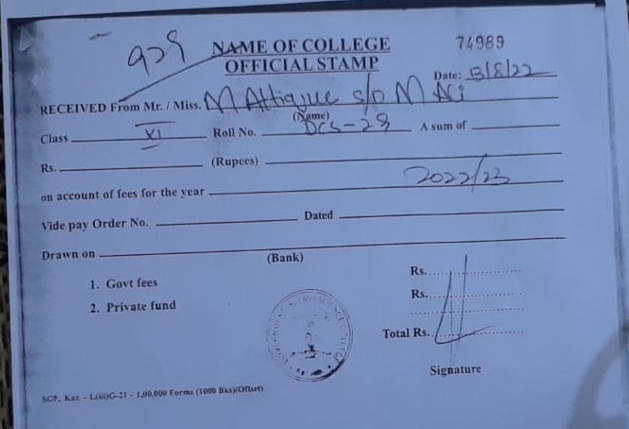 929
NAME OF COLLEGE 74989
OFFICIAL STAMP
Date: 13/8/22
RECEIVED From Mr. / Miss. M Attique s/o M Ali
(Name)
Class XI Roll No. DCS-29 A sum of
Rs. (Rupees)
on account of fees for the year 2022/23
Vide pay Order No. Dated
Drawn on
(Bank)
1. Govt fees Rs.
2. Private fund Rs.
Total Rs.
Signature
SGP., Kar. - L(iii)G-21 - 1,00,000 Forms (1000 Bks)(Offset)